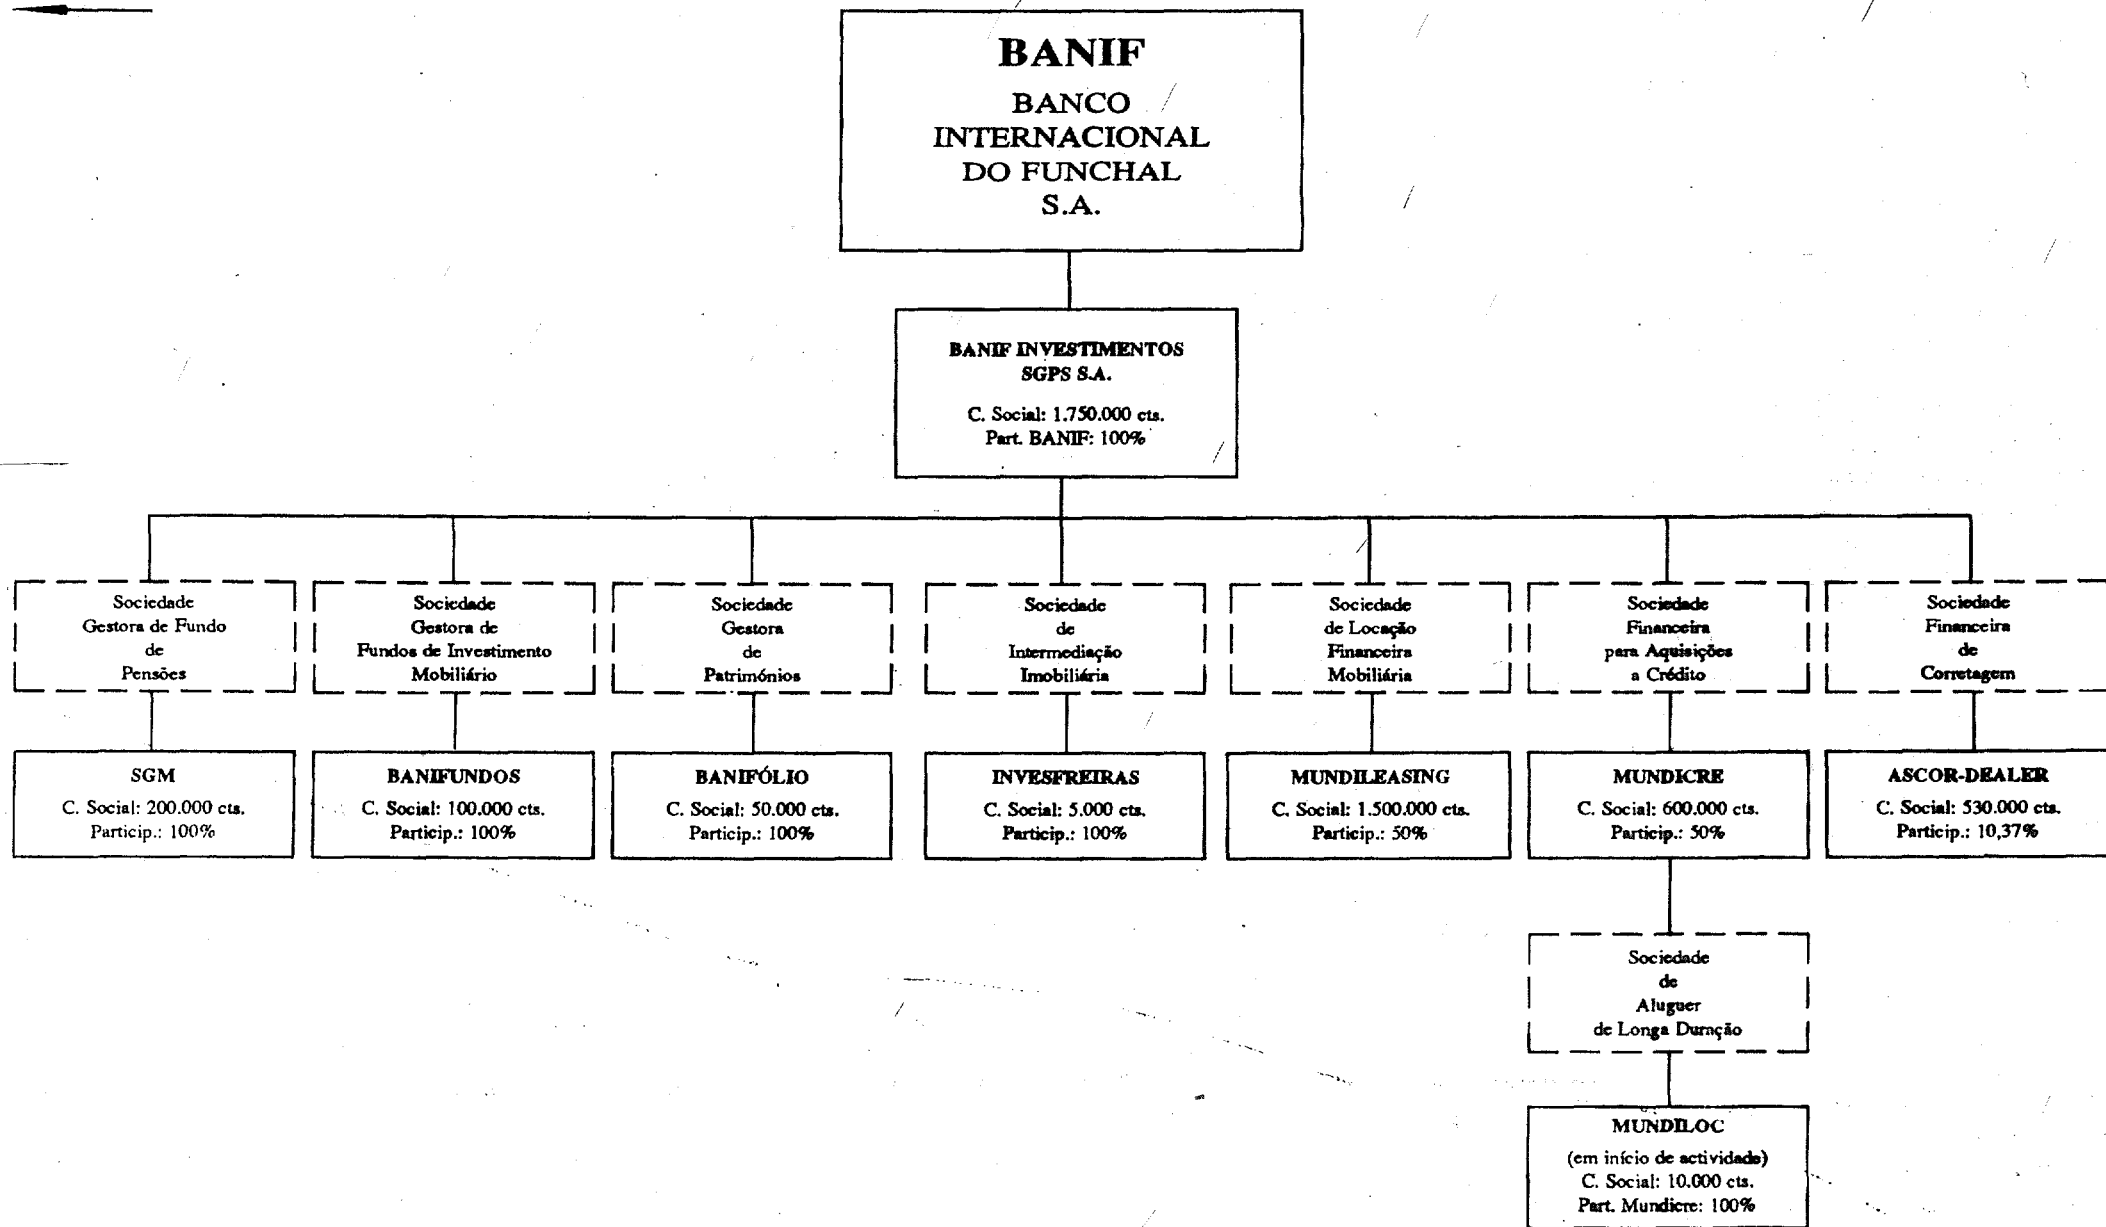 BANIF
BANCO
INTERNACIONAL
DO FUNCHAL
S.A.
BANIF INVESTIMENTOS
SGPS S.A.
C. Social: 1.750.000 cts.
Part. BANIF: 100%
Sociedade
Gestora de Fundo
de
Pensões
Sociedade
Gestora de
Fundos de Investimento
Mobiliário
Sociedade
Gestora
de
Patrimónios
Sociedade
de
Intermediação
Imobiliária
Sociedade
de Locação
Financeira
Mobiliária
Sociedade
Financeira
para Aquisições
a Crédito
Sociedade
Financeira
de
Corretagem
SGM
C. Social: 200.000 cts.
Particip.: 100%
BANIFUNDOS
C. Social: 100.000 cts.
Particip.: 100%
BANIFÓLIO
C. Social: 50.000 cts.
Particip.: 100%
INVESFREIRAS
C. Social: 5.000 cts.
Particip.: 100%
MUNDILEASING
C. Social: 1.500.000 cts.
Particip.: 50%
MUNDICRE
C. Social: 600.000 cts.
Particip.: 50%
ASCOR-DEALER
C. Social: 530.000 cts.
Particip.: 10,37%
Sociedade
de
Aluguer
de Longa Duração
MUNDILOC
(em início de actividade)
C. Social: 10.000 cts.
Part. Mundicre: 100%